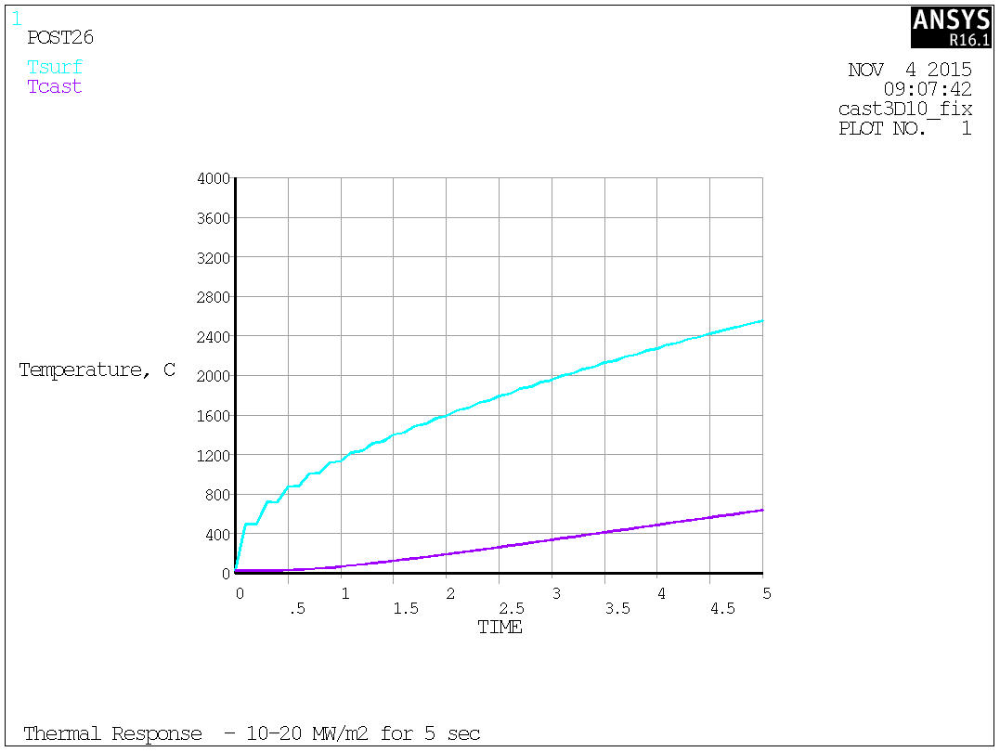 1
POST26
Tsurf
Tcast
ANSYS
R16.1
NOV 4 2015
09:07:42
cast3D10_fix
PLOT NO. 1
4000
3600
3200
2800
2400
2000
1600
1200
800
400
0
Temperature, C
0 1 2 3 4 5
.5 1.5 2.5 3.5 4.5
TIME
Thermal Response - 10-20 MW/m2 for 5 sec